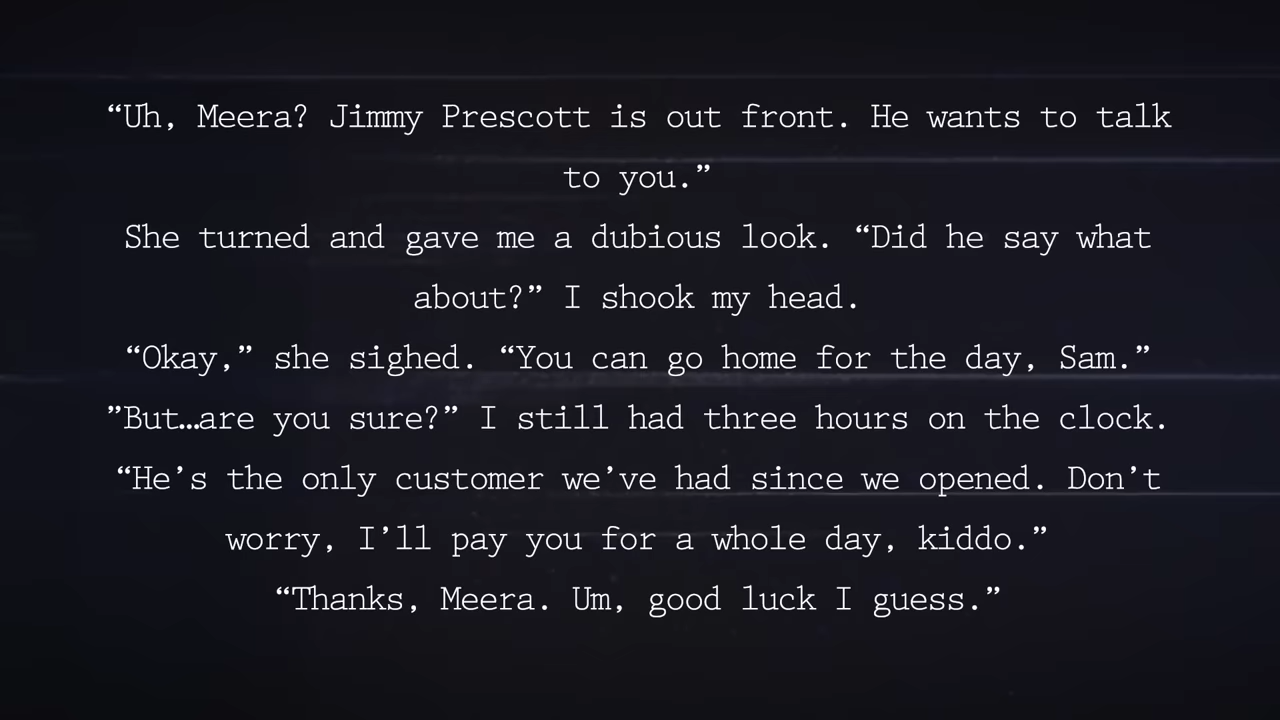 “Uh, Meera? Jimmy Prescott is out front. He wants to talk
to you.”
She turned and gave me a dubious look. “Did he say what
about?” I shook my head.
“Okay,” she sighed. “You can go home for the day, Sam.”
”But…are you sure?” I still had three hours on the clock.
“He’s the only customer we’ve had since we opened. Don’t
worry, I’ll pay you for a whole day, kiddo.”
“Thanks, Meera. Um, good luck I guess.”